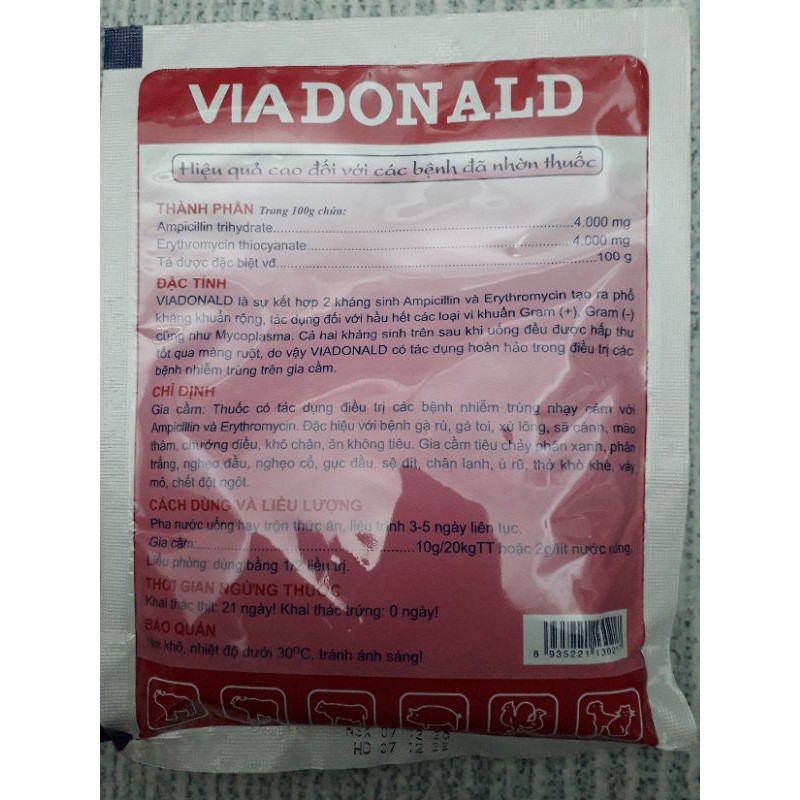 VIADONALD
Hiệu quả cao đối với các bệnh đã nhờn thuốc
THÀNH PHẦN Trong 100g chứa:
Ampicillin trihydrate...4.000 mg
Erythromycin thiocyanate...4.000 mg
Tá dược đặc biệt vđ...100 g
ĐẶC TÍNH
VIADONALD là sự kết hợp 2 kháng sinh Ampicillin và Erythromycin tạo ra phổ
kháng khuẩn rộng, tác dụng đối với hầu hết các loại vi khuẩn Gram (+), Gram (-)
cũng như Mycoplasma. Cả hai kháng sinh trên sau khi uống đều được hấp thu
tốt qua màng ruột, do vậy VIADONALD có tác dụng hoàn hảo trong điều trị các
bệnh nhiễm trùng trên gia cầm.
CHỈ ĐỊNH
Gia cầm: Thuốc có tác dụng điều trị các bệnh nhiễm trùng nhạy cảm với
Ampicillin và Erythromycin. Đặc hiệu với bệnh gà rù, gà toi, xù lông, sã cánh, mào
thâm, chướng diều, khô chân, ăn không tiêu. Gia cầm tiêu chảy phân xanh, phân
trắng, nghẹo đầu, nghẹo cổ, gục đầu, sệ đít, chân lạnh, ủ rũ, thở khò khè, vảy
mỏ, chết đột ngột.
CÁCH DÙNG VÀ LIỀU LƯỢNG
Pha nước uống hay trộn thức ăn, liệu trình 3-5 ngày liên tục.
Gia cầm:...10g/20kgTT hoặc 2g/lít nước uống.
Liều phòng: dùng bằng 1/2 liều trị.
THỜI GIAN NGỪNG THUỐC
Khai thác thịt: 21 ngày! Khai thác trứng: 0 ngày!
BẢO QUẢN
Nơi khô, nhiệt độ dưới 30ºC, tránh ánh sáng!
8 935221
NSX 07 12
HD 07 12